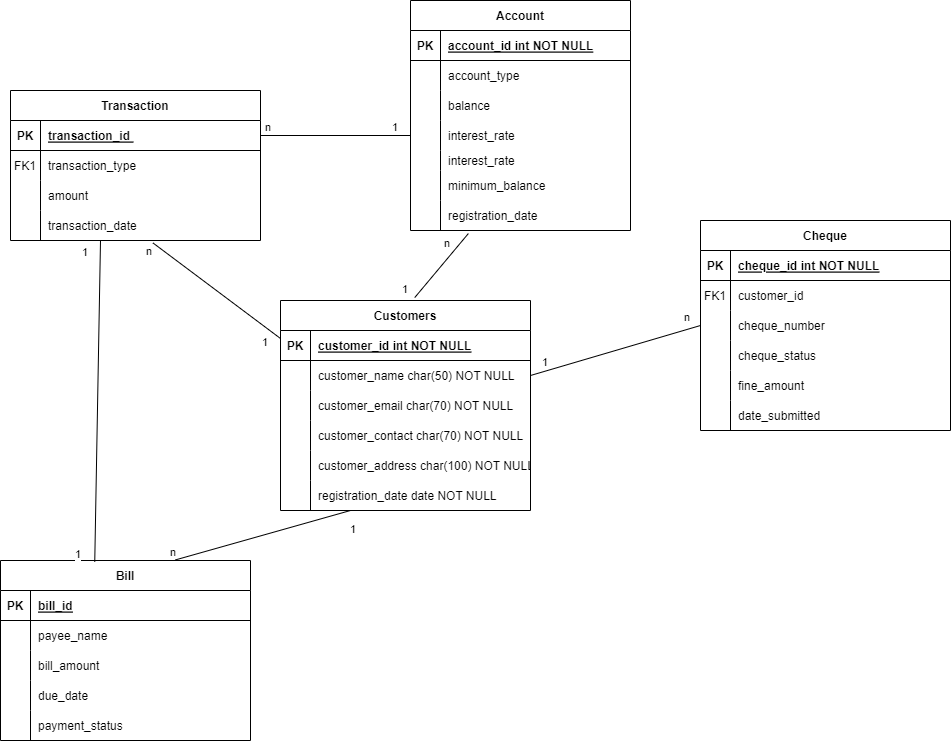 Account
PK account_id int NOT NULL
account_type
balance
interest_rate
interest_rate
minimum_balance
registration_date
Transaction
PK transaction_id
FK1 transaction_type
amount
transaction_date
n 1
1 n
n
1
1
Cheque
PK cheque_id int NOT NULL
FK1 customer_id
cheque_number
cheque_status
fine_amount
date_submitted
n
1
Customers
PK customer_id int NOT NULL
customer_name char(50) NOT NULL
customer_email char(70) NOT NULL
customer_contact char(70) NOT NULL
customer_address char(100) NOT NULL
registration_date date NOT NULL
1
1 n
Bill
PK bill_id
payee_name
bill_amount
due_date
payment_status